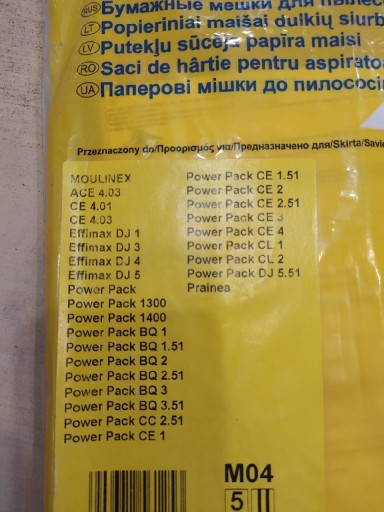 RUS Бумажные мешки для пылесо
LT Popieriniai maišai dulkių siurb
LV Putekļu sūcēja papīra maisi
RO Saci de hârtie pentru aspirato
UA Паперові мішки до пилососі
Przeznaczony do/Προορισμός για/Предназначено для/Skirta/Savie
MOULINEX
ACE 4.03
CE 4.01
CE 4.03
Effimax DJ 1
Effimax DJ 3
Effimax DJ 4
Effimax DJ 5
Power Pack
Power Pack 1300
Power Pack 1400
Power Pack BQ 1
Power Pack BQ 1.51
Power Pack BQ 2
Power Pack BQ 2.51
Power Pack BQ 3
Power Pack BQ 3.51
Power Pack CC 2.51
Power Pack CE 1
Power Pack CE 1.51
Power Pack CE 2
Power Pack CE 2.51
Power Pack CE 3
Power Pack CE 4
Power Pack CL 1
Power Pack CL 2
Power Pack DJ 5.51
Prainea
M04
5